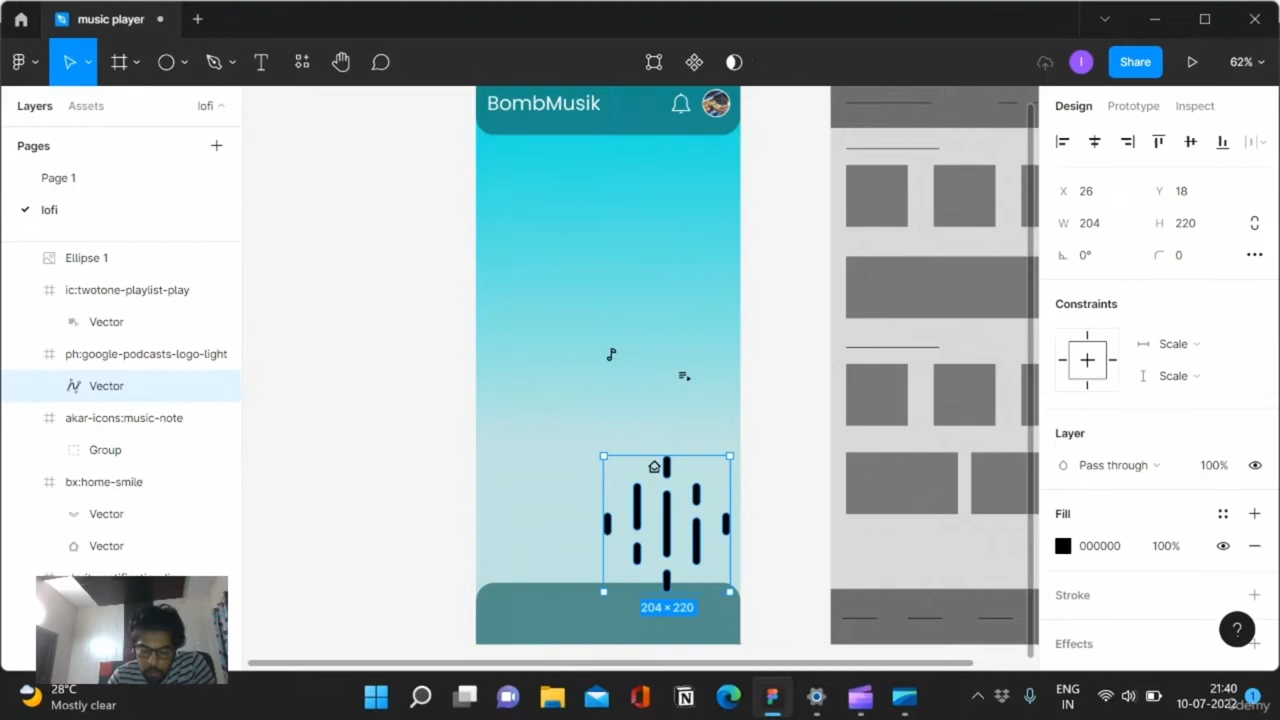 music player
62%
Share
I
Layers
Assets
lofi
Design
Prototype
Inspect
Pages
Page 1
lofi
BombMusik
X 26
Y 18
W 204
H 220
0°
0
Ellipse 1
ic:twotone-playlist-play
Vector
ph:google-podcasts-logo-light
Vector
akar-icons:music-note
Group
bx:home-smile
Vector
Vector
Constraints
Scale
Scale
Layer
Pass through
100%
Fill
000000
100%
Stroke
Effects
?
204 × 220
28°C
Mostly clear
N
ENG
IN
21:40
10-07-2022
1
Udemy